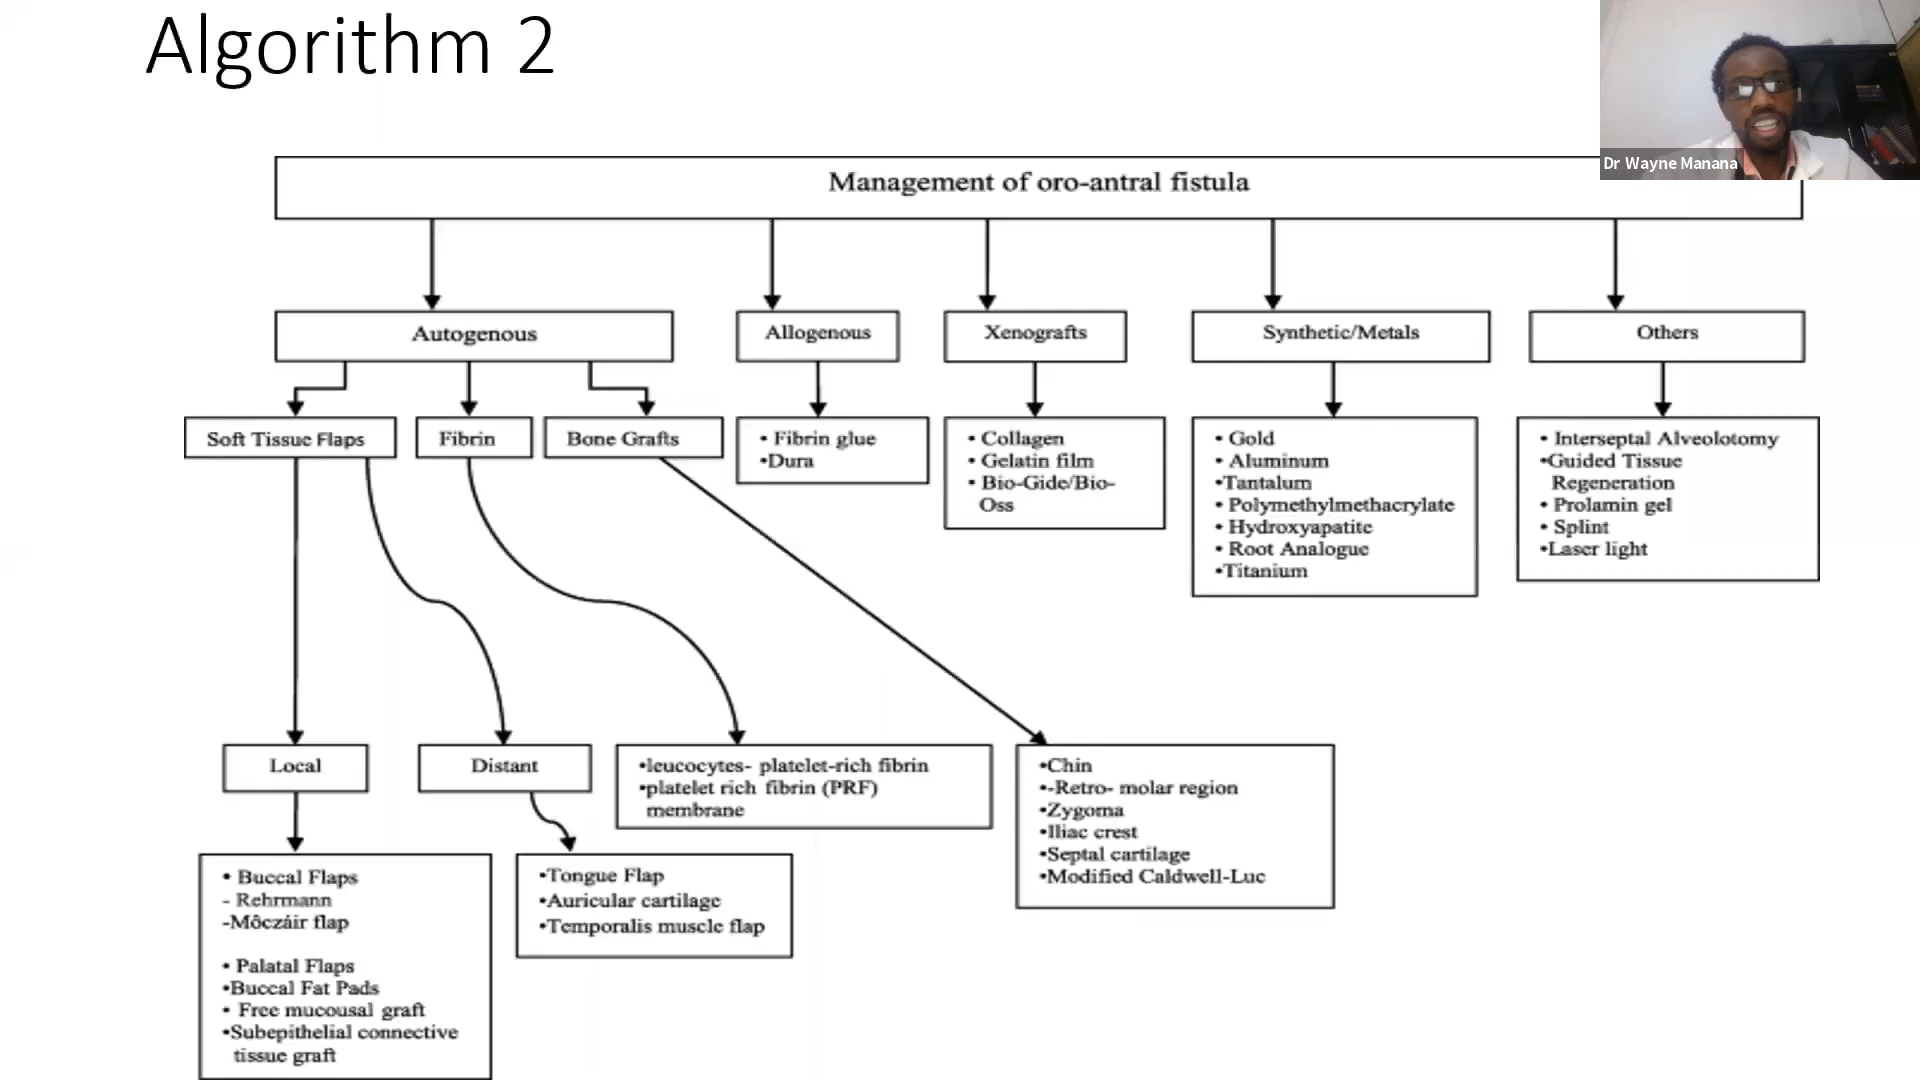 Algorithm 2
Dr Wayne Manana
Management of oro-antral fistula
Autogenous
Allogenous
Xenografts
Synthetic/Metals
Others
Soft Tissue Flaps
Fibrin
Bone Grafts
• Fibrin glue
•Dura
• Collagen
• Gelatin film
• Bio-Gide/Bio-
Oss
• Gold
• Aluminum
•Tantalum
• Polymethylmethacrylate
• Hydroxyapatite
• Root Analogue
•Titanium
• Interseptal Alveolotomy
•Guided Tissue
Regeneration
• Prolamin gel
• Splint
•Laser light
Local
Distant
•leucocytes- platelet-rich fibrin
•platelet rich fibrin (PRF)
membrane
•Chin
•-Retro- molar region
•Zygoma
•Iliac crest
•Septal cartilage
•Modified Caldwell-Luc
• Buccal Flaps
- Rehrmann
-Môczáir flap
• Palatal Flaps
•Buccal Fat Pads
• Free mucousal graft
•Subepithelial connective
tissue graft
•Tongue Flap
•Auricular cartilage
•Temporalis muscle flap